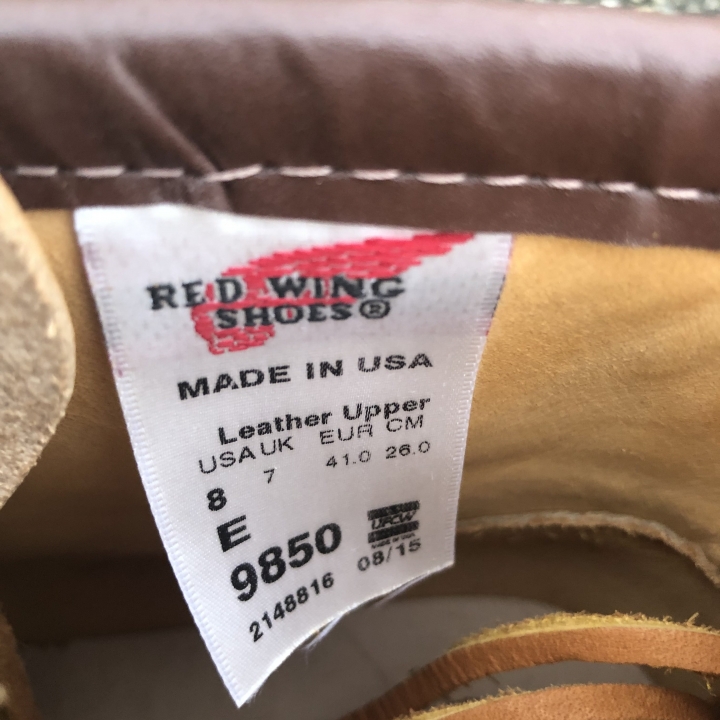 RED WING
SHOES®
MADE IN USA
Leather Upper
USA UK EUR CM
8 7 41.0 26.0
E
UFCW
9850 08/15
2148816